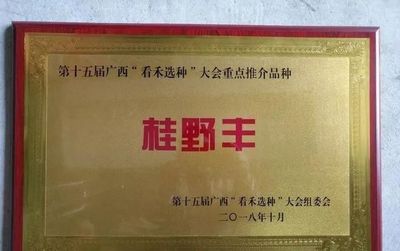 第十五届广西“看禾选种”大会重点推介品种
桂野丰
第十五届广西“看禾选种”大会组委会
二〇一八年十月